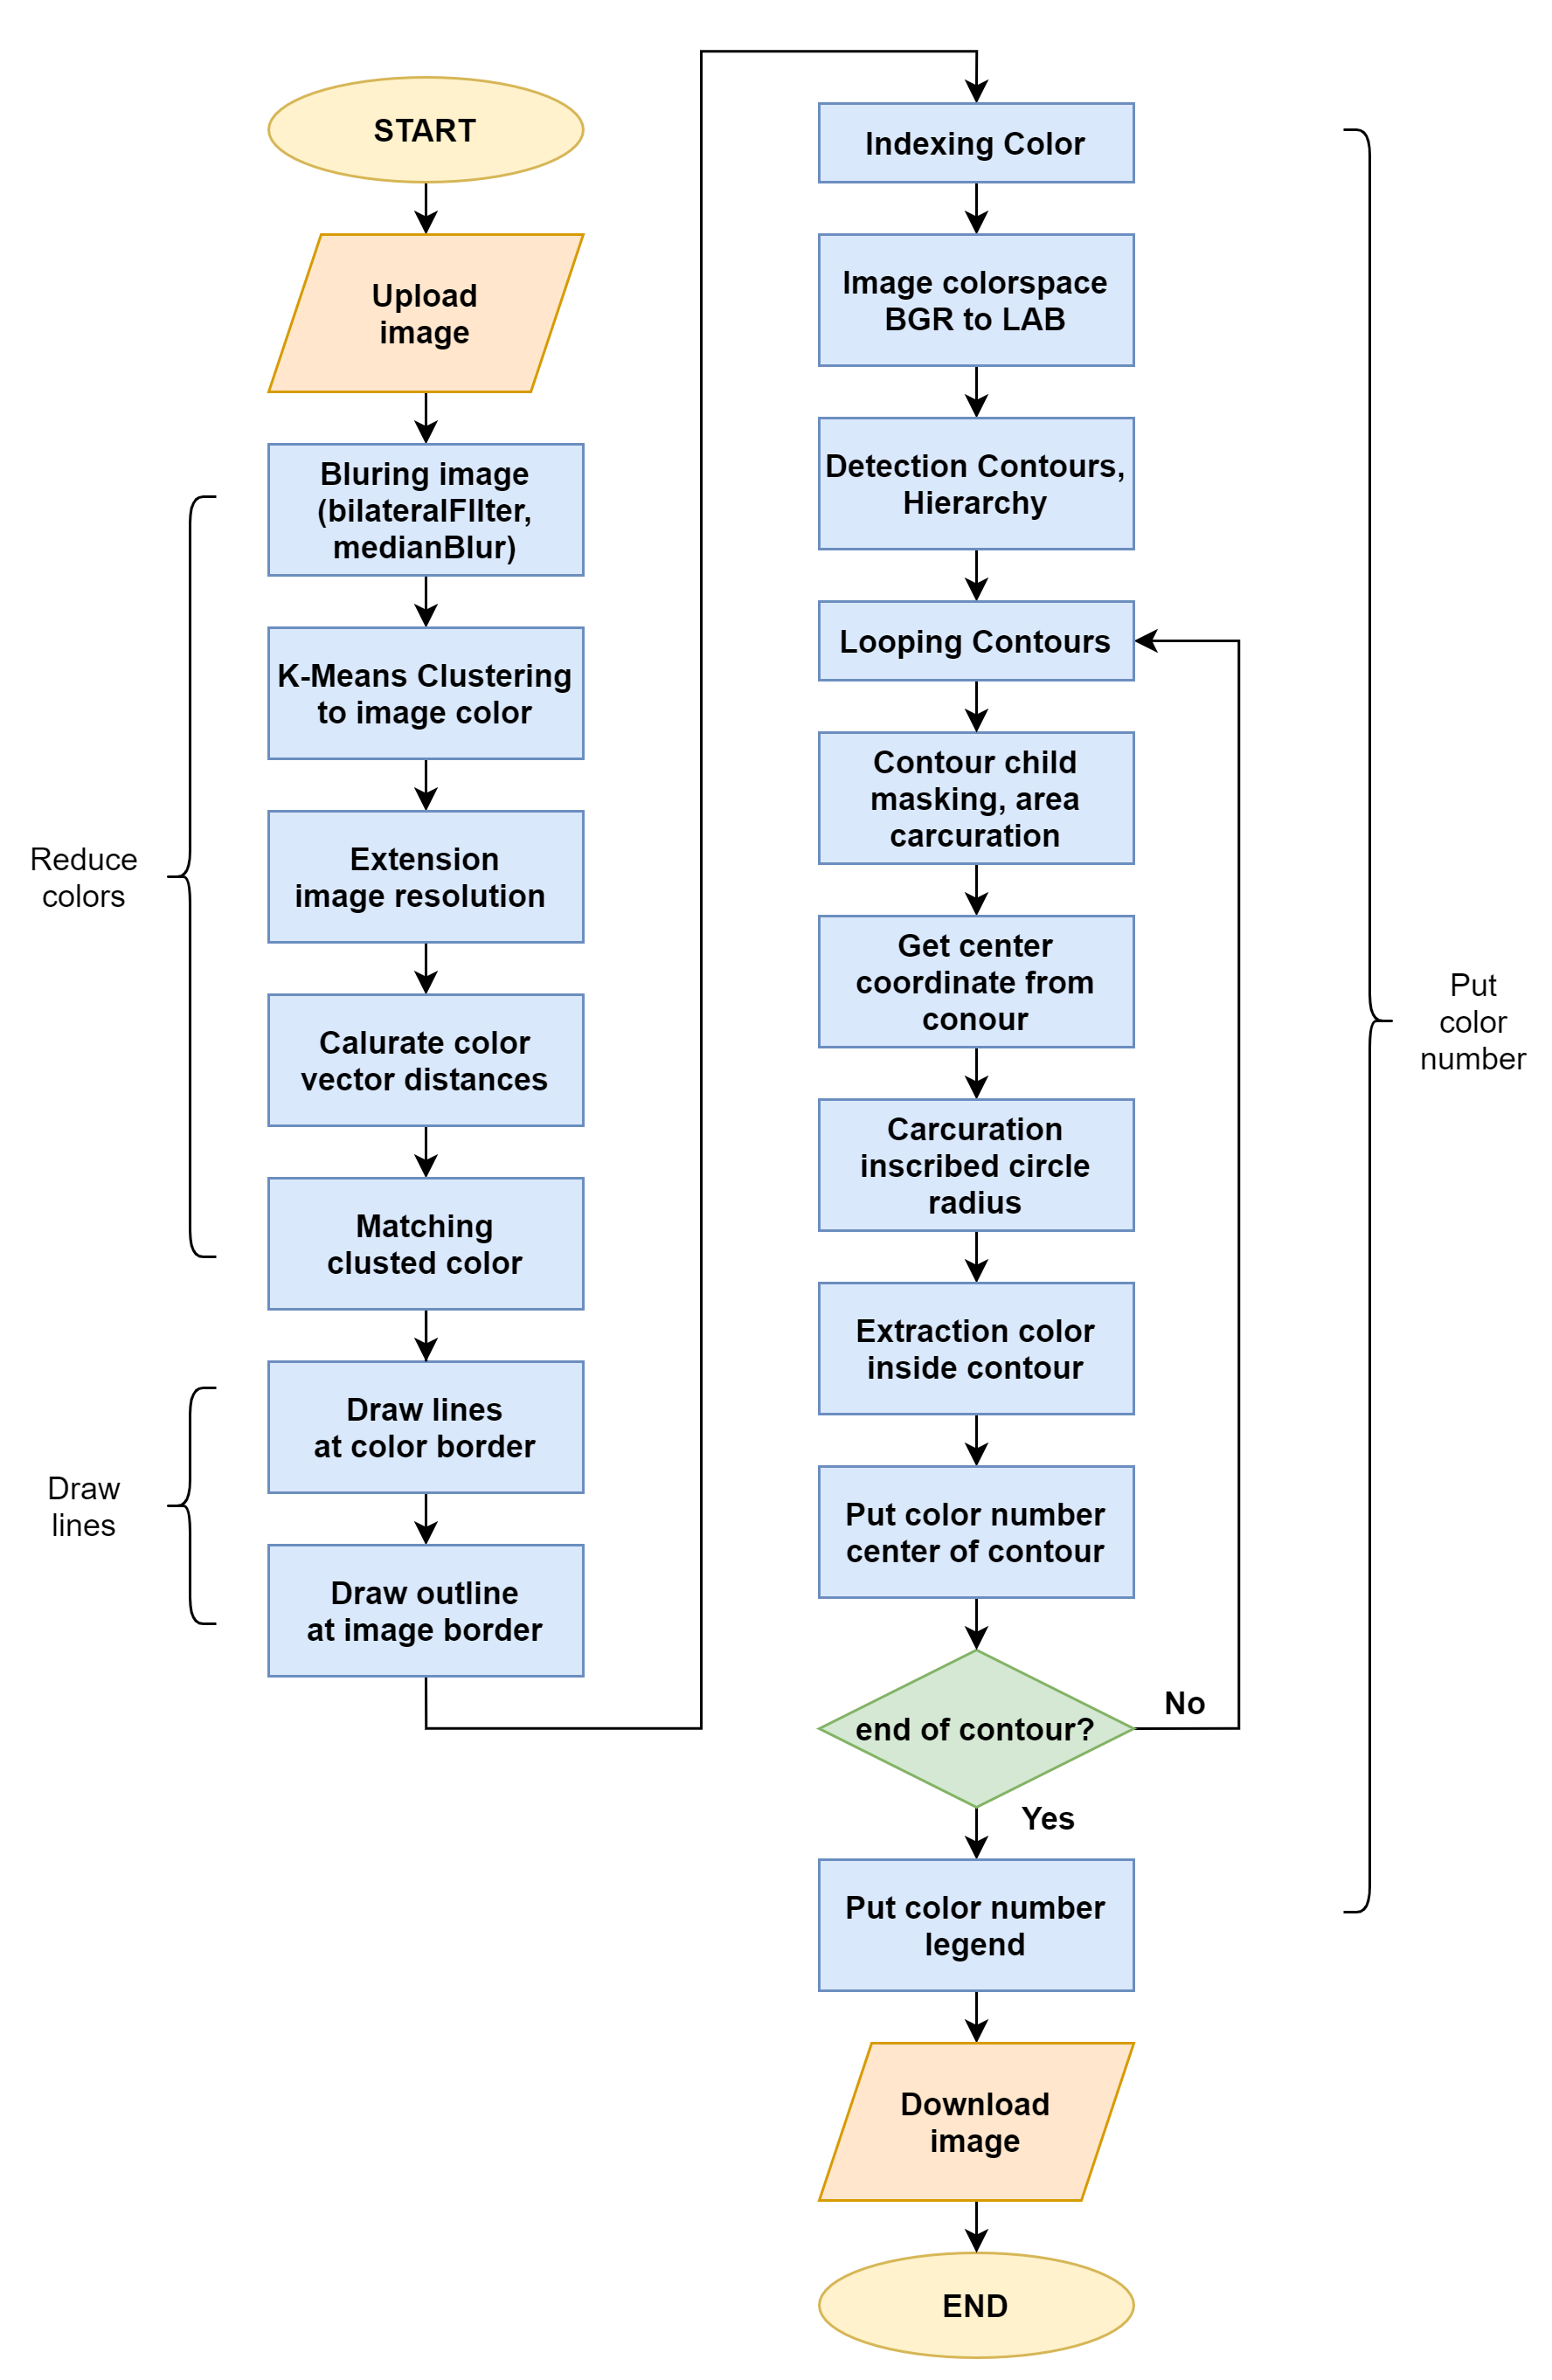 START
Upload
image
Bluring image
(bilateralFIlter,
medianBlur)
K-Means Clustering
to image color
Extension
image resolution
Calurate color
vector distances
Matching
clusted color
Reduce
colors
Draw lines
at color border
Draw outline
at image border
Draw
lines
Indexing Color
Image colorspace
BGR to LAB
Detection Contours,
Hierarchy
Looping Contours
Contour child
masking, area
carcuration
Get center
coordinate from
conour
Carcuration
inscribed circle
radius
Extraction color
inside contour
Put color number
center of contour
end of contour?
No
Yes
Put color number
legend
Put
color
number
Download
image
END